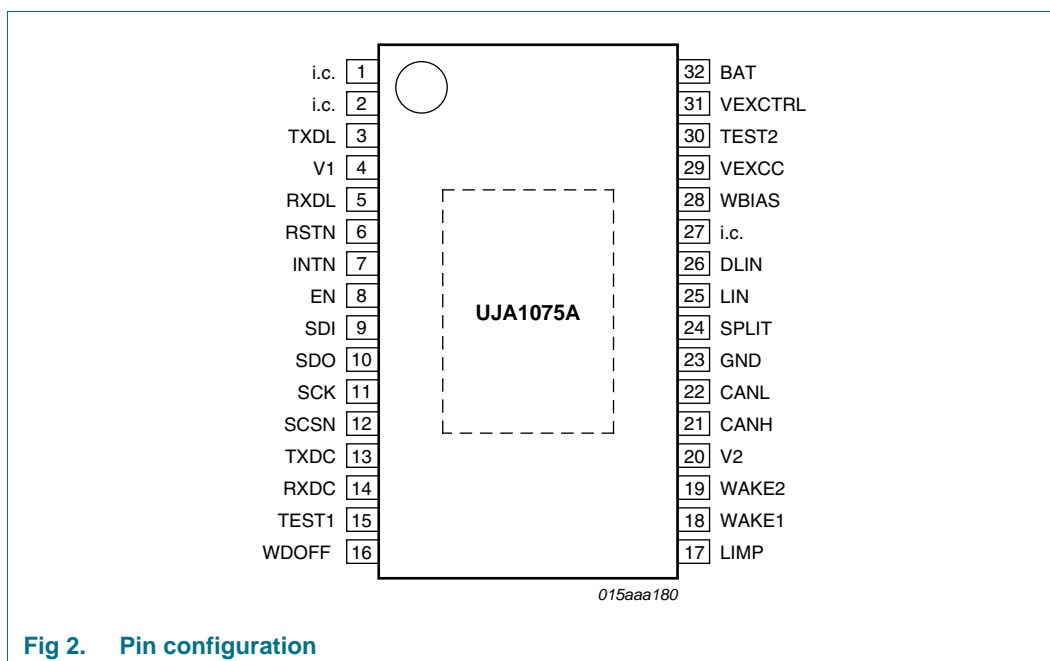 i.c. 1 32 BAT
i.c. 2 31 VEXCTRL
TXDL 3 30 TEST2
V1 4 29 VEXCC
RXDL 5 28 WBIAS
RSTN 6 27 i.c.
INTN 7 26 DLIN
EN 8 25 LIN
UJA1075A
SDI 9 24 SPLIT
SDO 10 23 GND
SCK 11 22 CANL
SCSN 12 21 CANH
TXDC 13 20 V2
RXDC 14 19 WAKE2
TEST1 15 18 WAKE1
WDOFF 16 17 LIMP
015aaa180
Fig 2. Pin configuration